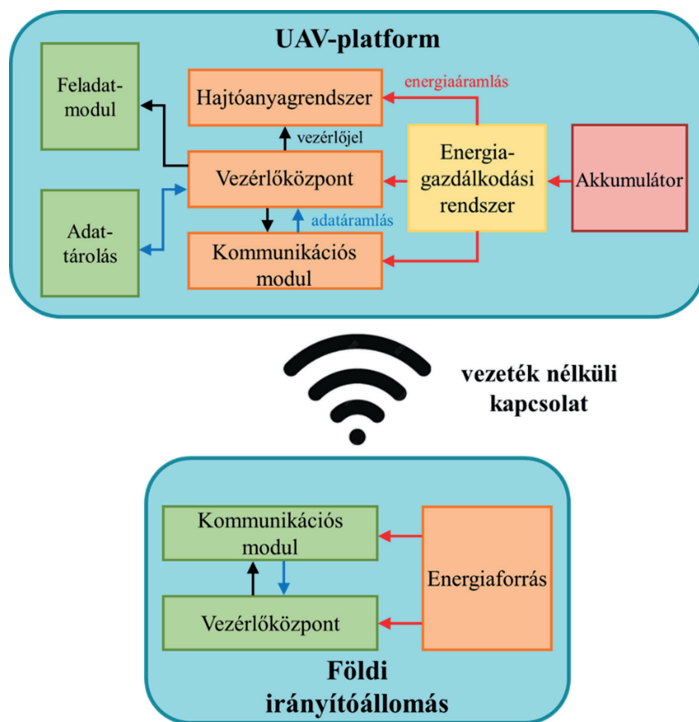 UAV-platform
Feladat-
modul
Hajtóanyagrendszer
energiaáramlás
vezérlőjel
Vezérlőközpont
Energia-
gazdálkodási
rendszer
Akkumulátor
Adat-
tárolás
adatáramlás
Kommunikációs
modul
vezeték nélküli
kapcsolat
Kommunikációs
modul
Energiaforrás
Vezérlőközpont
Földi
irányítóállomás